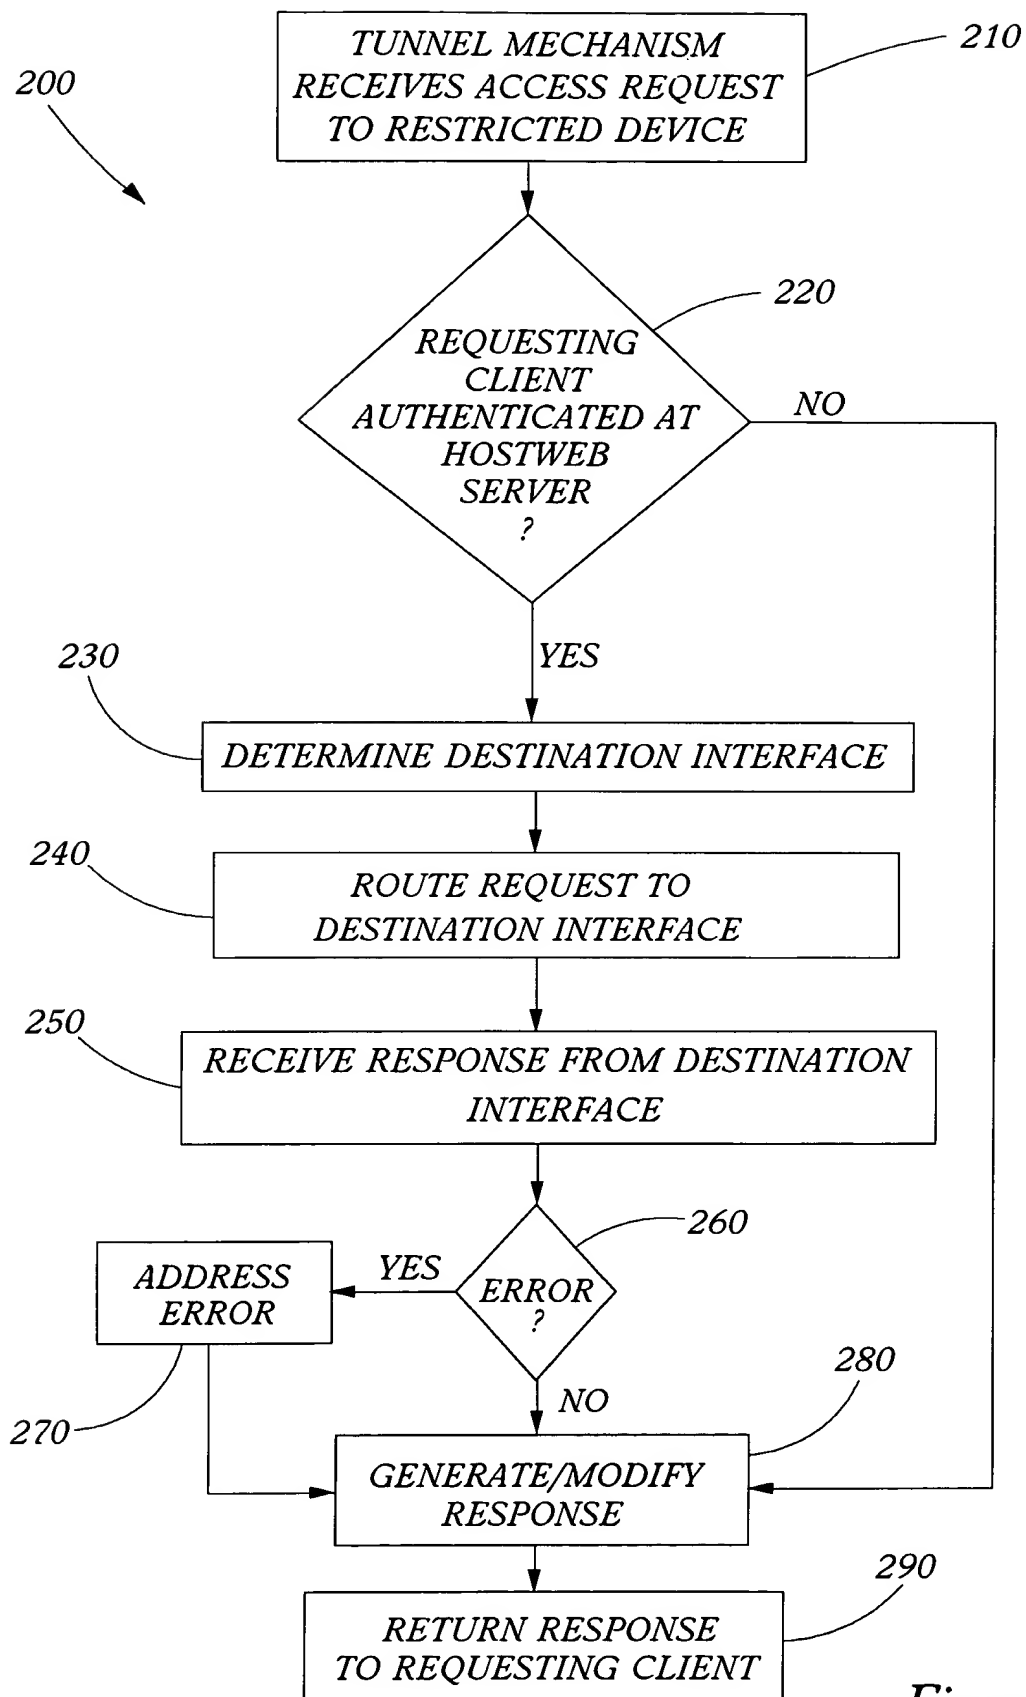 TUNNEL MECHANISM
RECEIVES ACCESS REQUEST
TO RESTRICTED DEVICE
210
200
220
REQUESTING
CLIENT
AUTHENTICATED AT
HOSTWEB
SERVER
?
NO
YES
230
DETERMINE DESTINATION INTERFACE
240
ROUTE REQUEST TO
DESTINATION INTERFACE
250
RECEIVE RESPONSE FROM DESTINATION
INTERFACE
260
ERROR
?
YES
ADDRESS
ERROR
270
NO
280
GENERATE/MODIFY
RESPONSE
290
RETURN RESPONSE
TO REQUESTING CLIENT